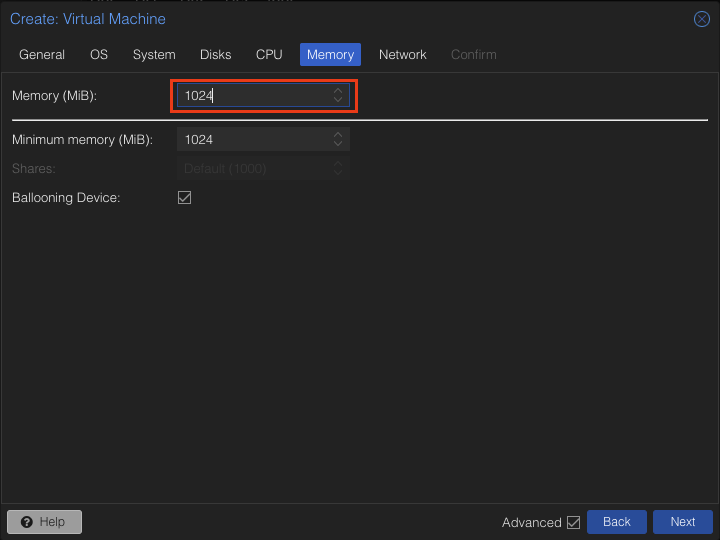 Create: Virtual Machine
General OS System Disks CPU Memory Network Confirm
Memory (MiB): 1024
Minimum memory (MiB): 1024
Shares: Default (1000)
Ballooning Device:
Help Advanced Back Next